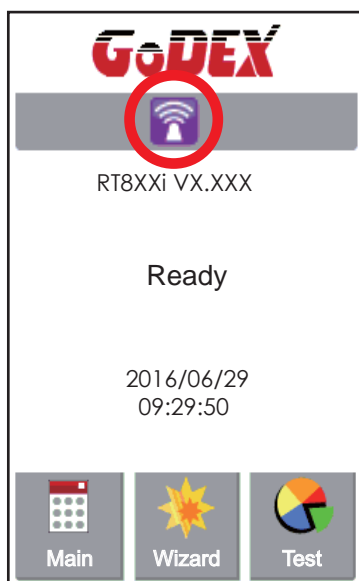 GoDEX
RT8XXi VX.XXX
Ready
2016/06/29
09:29:50
Main Wizard Test